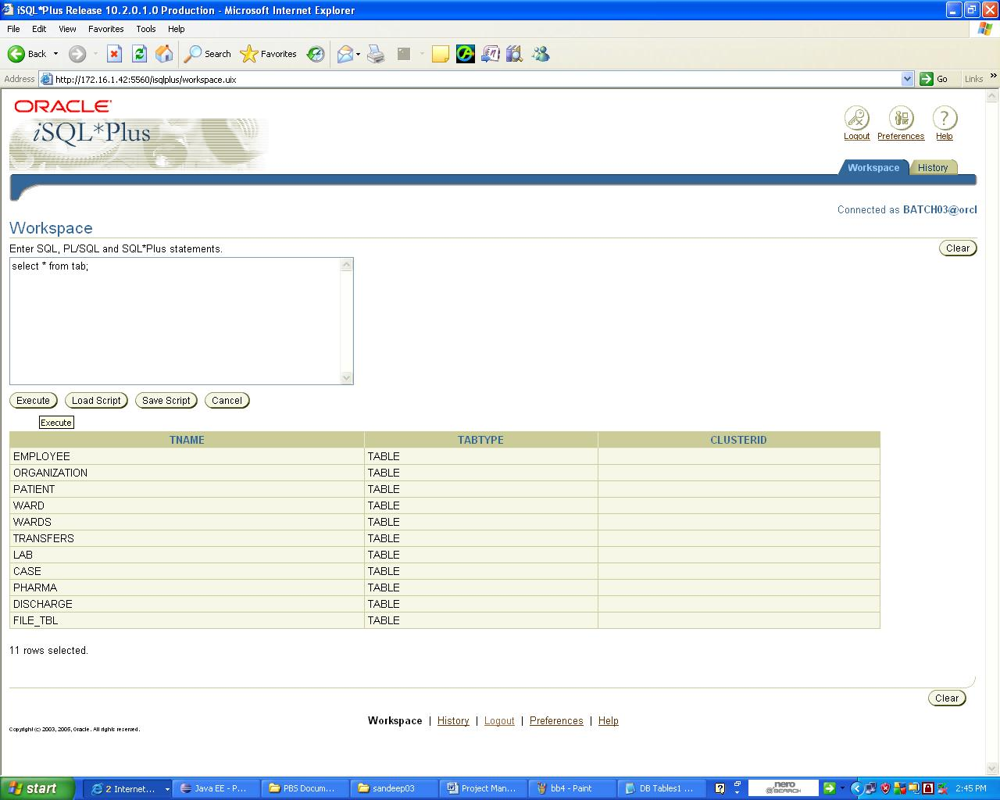 iSQL*Plus Release 10.2.0.1.0 Production - Microsoft Internet Explorer
File Edit View Favorites Tools Help
Back Search Favorites
Address http://172.16.1.42:5560/isqlplus/workspace.uix Go Links »
ORACLE
iSQL*Plus
Logout Preferences Help
Workspace History
Connected as BATCH03@orcl
Workspace
Enter SQL, PL/SQL and SQL*Plus statements.
Clear
select * from tab;
Execute Load Script Save Script Cancel
Execute
TNAME TABTYPE CLUSTERID
EMPLOYEE TABLE
ORGANIZATION TABLE
PATIENT TABLE
WARD TABLE
WARDS TABLE
TRANSFERS TABLE
LAB TABLE
CASE TABLE
PHARMA TABLE
DISCHARGE TABLE
FILE_TBL TABLE
11 rows selected.
Clear
Workspace | History | Logout | Preferences | Help
Copyright (c) 2003, 2005, Oracle. All rights reserved.
start 2 Internet... Java EE - P... PBS Docum... sandeep03 Project Man... bb4 - Paint DB Tables1 ... nero @SEARCH 2:45 PM